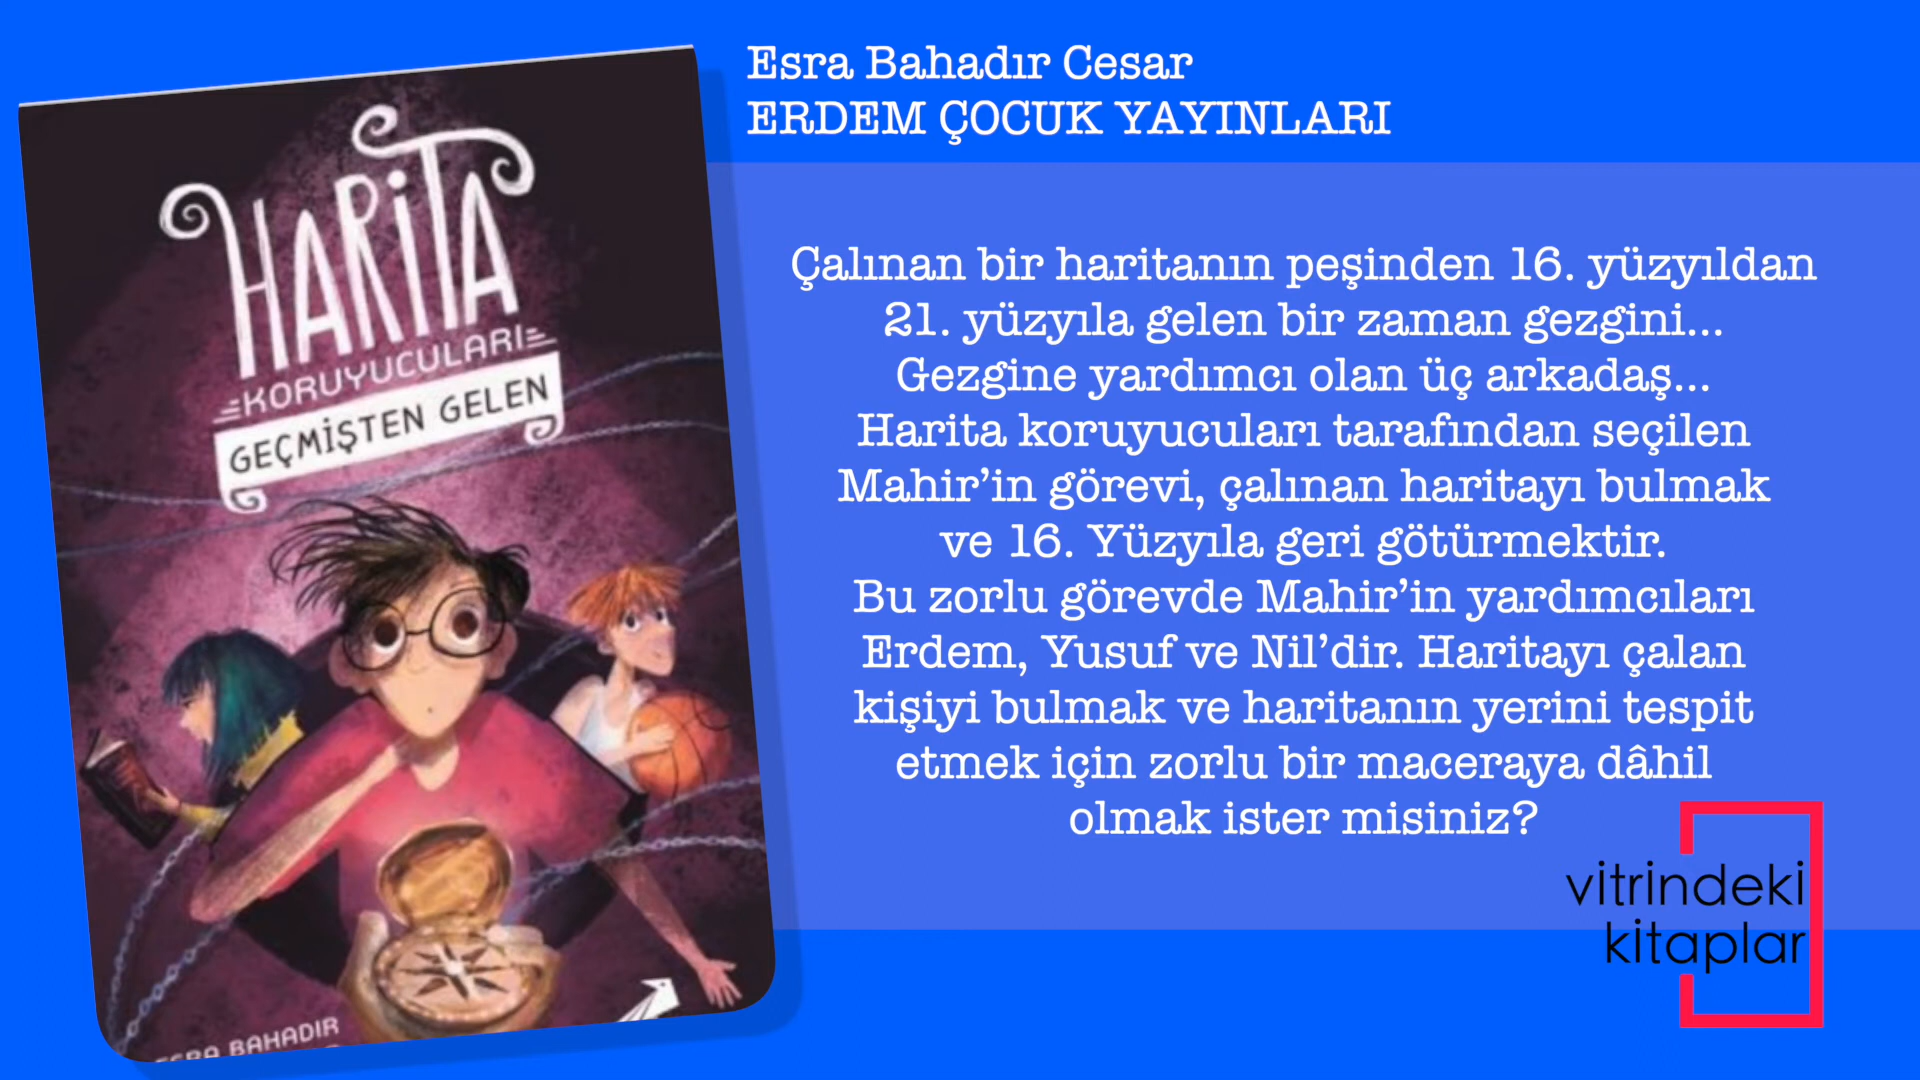 Esra Bahadır Cesar
ERDEM ÇOCUK YAYINLARI
HARİTA
KORUYUCULARI
GEÇMİŞTEN GELEN
ESRA BAHADIR
Çalınan bir haritanın peşinden 16. yüzyıldan
21. yüzyıla gelen bir zaman gezgini...
Gezgine yardımcı olan üç arkadaş...
Harita koruyucuları tarafından seçilen
Mahir’in görevi, çalınan haritayı bulmak
ve 16. Yüzyıla geri götürmektir.
Bu zorlu görevde Mahir’in yardımcıları
Erdem, Yusuf ve Nil’dir. Haritayı çalan
kişiyi bulmak ve haritanın yerini tespit
etmek için zorlu bir maceraya dâhil
olmak ister misiniz?
vitrindeki
kitaplar